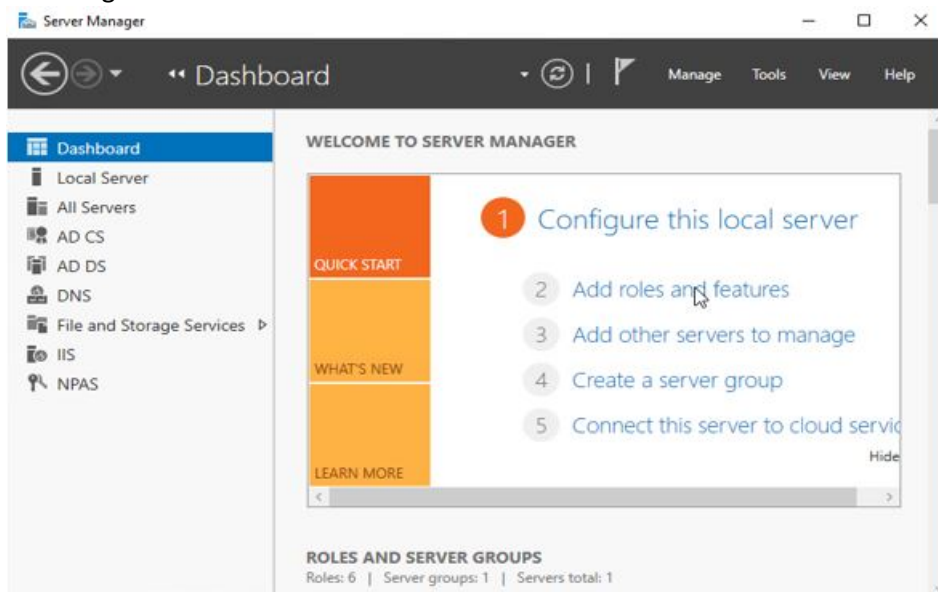 Server Manager
Dashboard
Manage Tools View Help
Dashboard
Local Server
All Servers
AD CS
AD DS
DNS
File and Storage Services
IIS
NPAS
WELCOME TO SERVER MANAGER
QUICK START
WHAT'S NEW
LEARN MORE
1 Configure this local server
2 Add roles and features
3 Add other servers to manage
4 Create a server group
5 Connect this server to cloud servic
Hide
ROLES AND SERVER GROUPS
Roles: 6 | Server groups: 1 | Servers total: 1